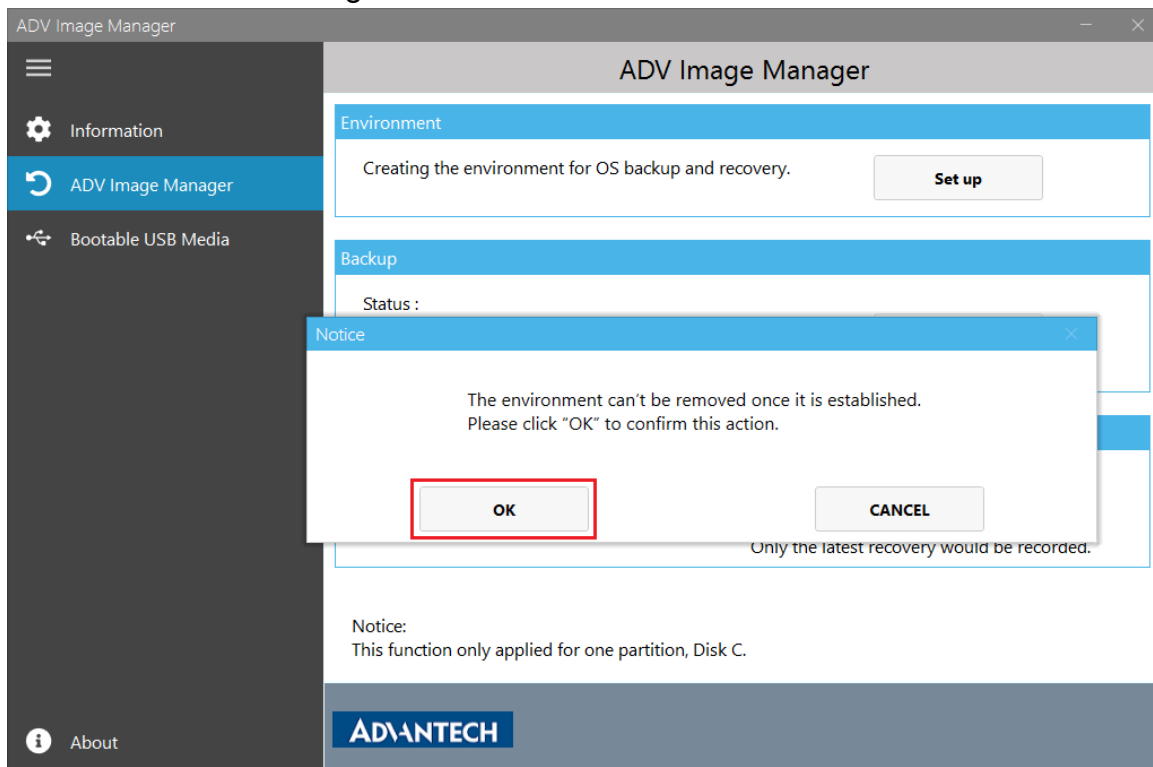 ADV Image Manager
ADV Image Manager
Information
ADV Image Manager
Bootable USB Media
Environment
Creating the environment for OS backup and recovery.
Set up
Backup
Status :
Notice
The environment can't be removed once it is established.
Please click “OK” to confirm this action.
OK
CANCEL
Only the latest recovery would be recorded.
Notice:
This function only applied for one partition, Disk C.
ADVANTECH
About